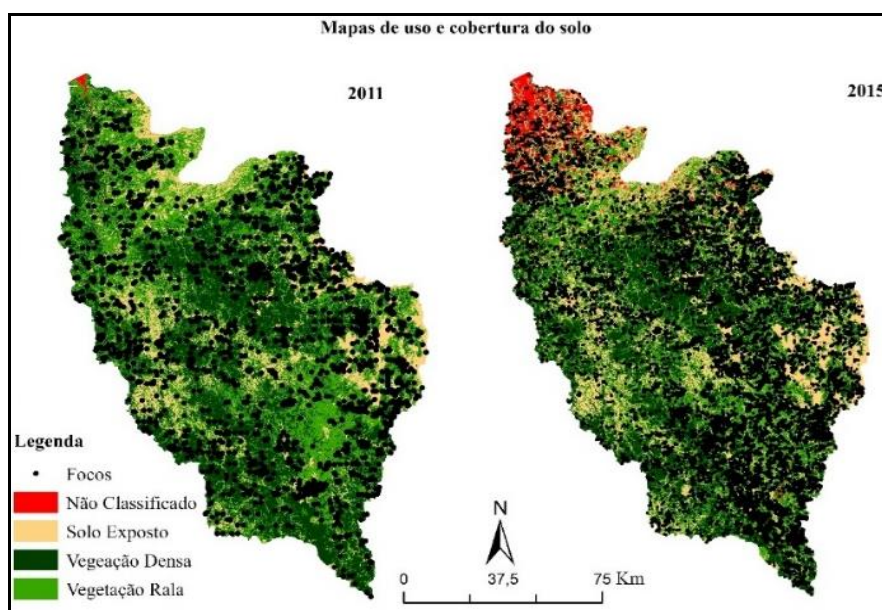 Mapas de uso e cobertura do solo
2011
2015
Legenda
Focos
Não Classificado
Solo Exposto
Vegeação Densa
Vegetação Rala
N
0 37,5 75 Km